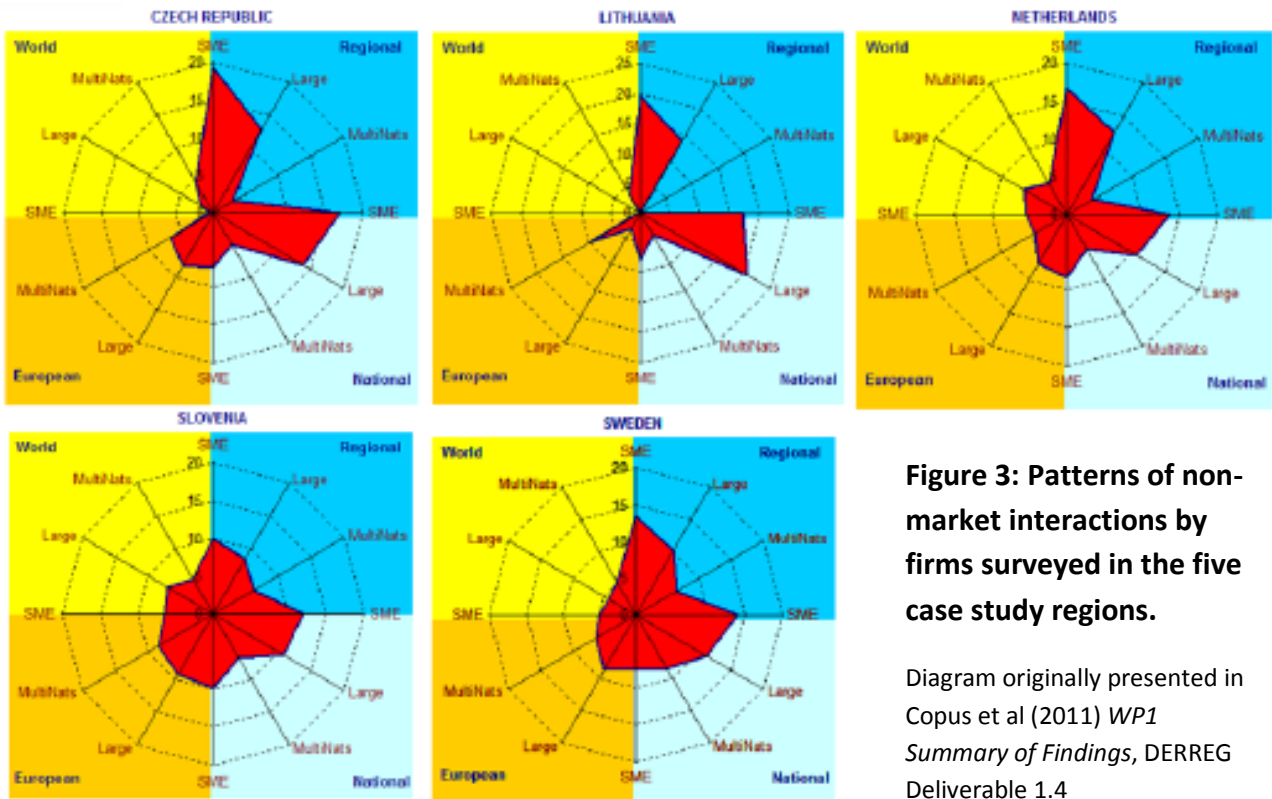 CZECH REPUBLIC
World
SME
Regional
20
MultiNats
Large
15
Large
MultiNats
SME
SME
MultiNats
Large
Large
MultiNats
European
SME
National
LITHUANIA
World
SME
Regional
25
MultiNats
Large
20
15
Large
MultiNats
10
SME
SME
MultiNats
Large
Large
MultiNats
European
SME
National
NETHERLANDS
World
SME
Regional
20
MultiNats
Large
15
Large
MultiNats
10
SME
SME
MultiNats
Large
Large
MultiNats
European
SME
National
SLOVENIA
World
SME
Regional
20
MultiNats
Large
15
Large
MultiNats
10
SME
SME
MultiNats
Large
Large
MultiNats
European
SME
National
SWEDEN
World
SME
Regional
20
MultiNats
Large
15
Large
MultiNats
10
SME
SME
MultiNats
Large
Large
MultiNats
European
SME
National
Figure 3: Patterns of non-
market interactions by
firms surveyed in the five
case study regions.
Diagram originally presented in
Copus et al (2011) WP1
Summary of Findings, DERREG
Deliverable 1.4